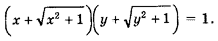 (x + √(x² + 1))(y + √(y² + 1)) = 1.